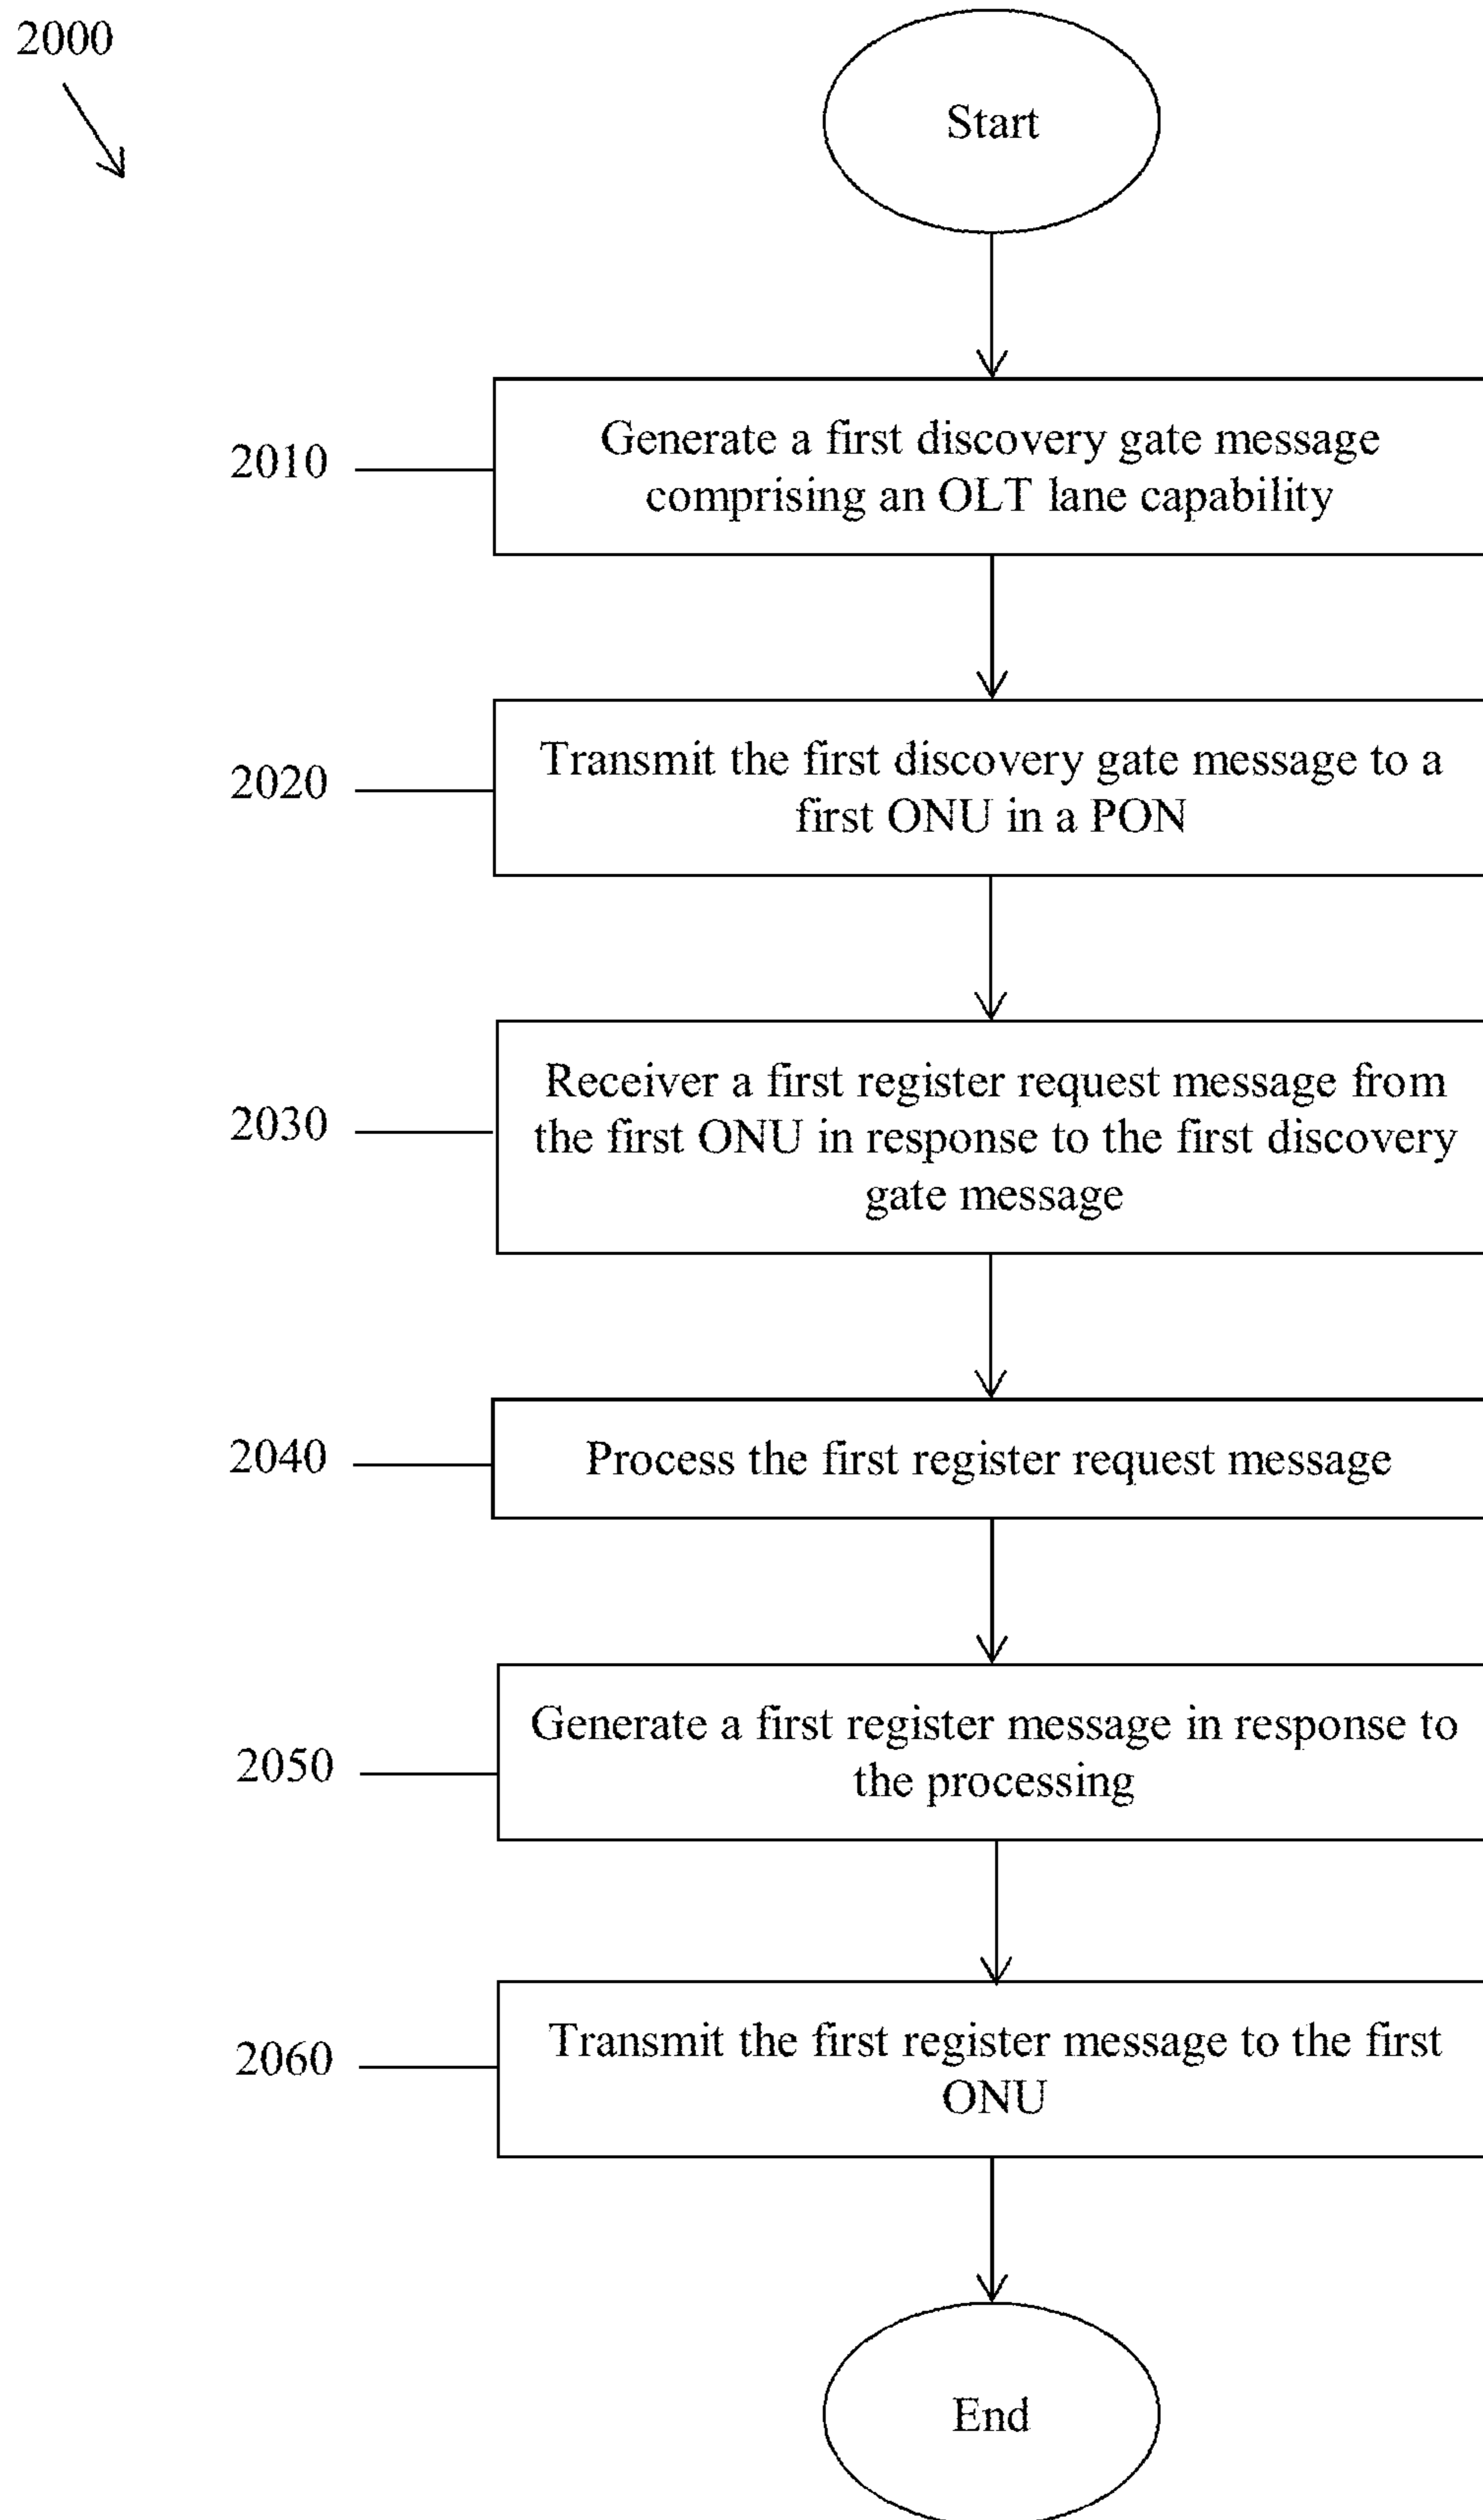 2000
Start
2010
Generate a first discovery gate message
comprising an OLT lane capability
2020
Transmit the first discovery gate message to a
first ONU in a PON
2030
Receiver a first register request message from
the first ONU in response to the first discovery
gate message
2040
Process the first register request message
2050
Generate a first register message in response to
the processing
2060
Transmit the first register message to the first
ONU
End